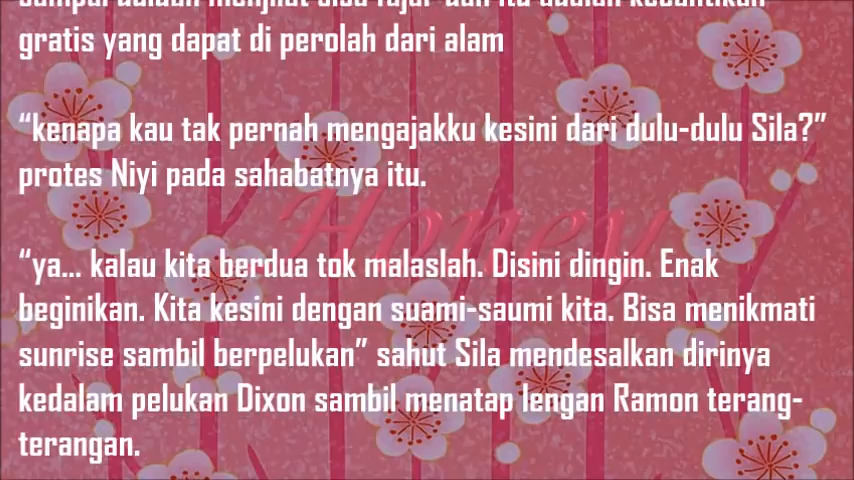 gratis yang dapat di perolah dari alam
“kenapa kau tak pernah mengajakku kesini dari dulu-dulu Sila?”
protes Niyi pada sahabatnya itu.
Honey
“ya... kalau kita berdua tok malaslah. Disini dingin. Enak
beginikan. Kita kesini dengan suami-saumi kita. Bisa menikmati
sunrise sambil berpelukan” sahut Sila mendesalkan dirinya
kedalam pelukan Dixon sambil menatap lengan Ramon terang-
terangan.